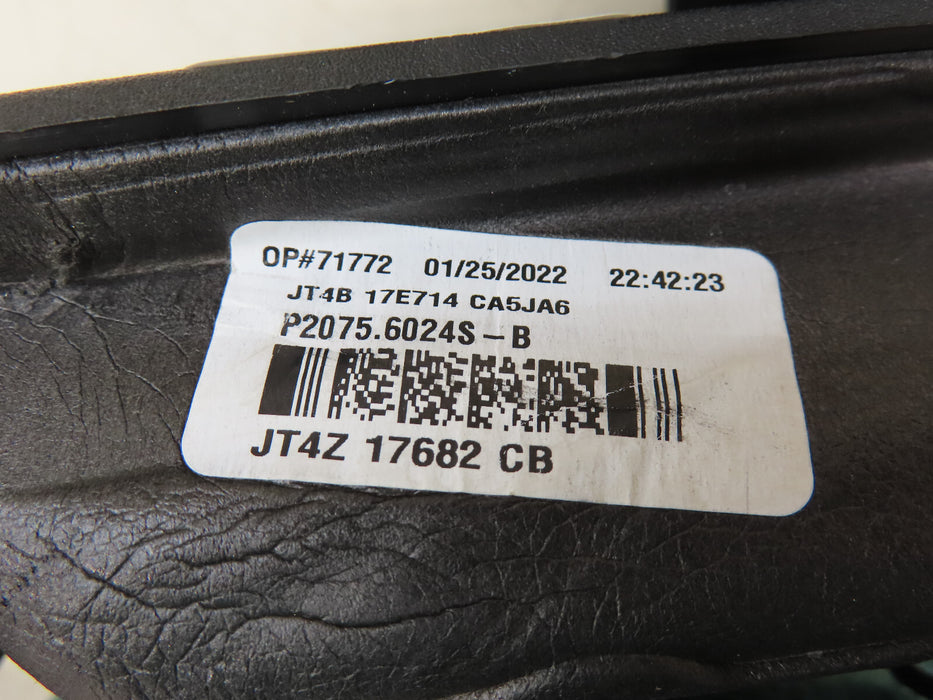 OP#71772 01/25/2022 22:42:23
JT4B 17E714 CA5JA6
P2075.6024S-B
JT4Z 17682 CB